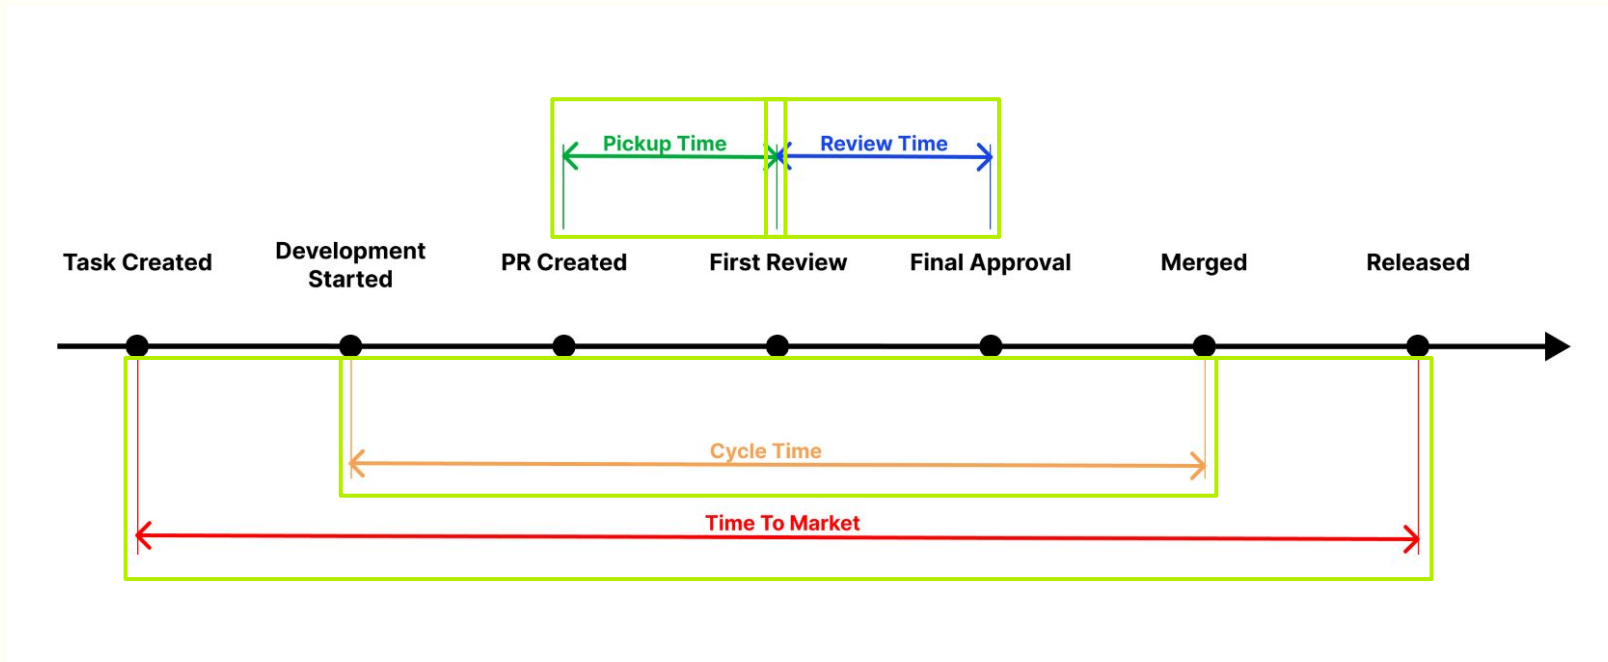 Pickup Time
Review Time
Task Created
Development
Started
PR Created
First Review
Final Approval
Merged
Released
Cycle Time
Time To Market